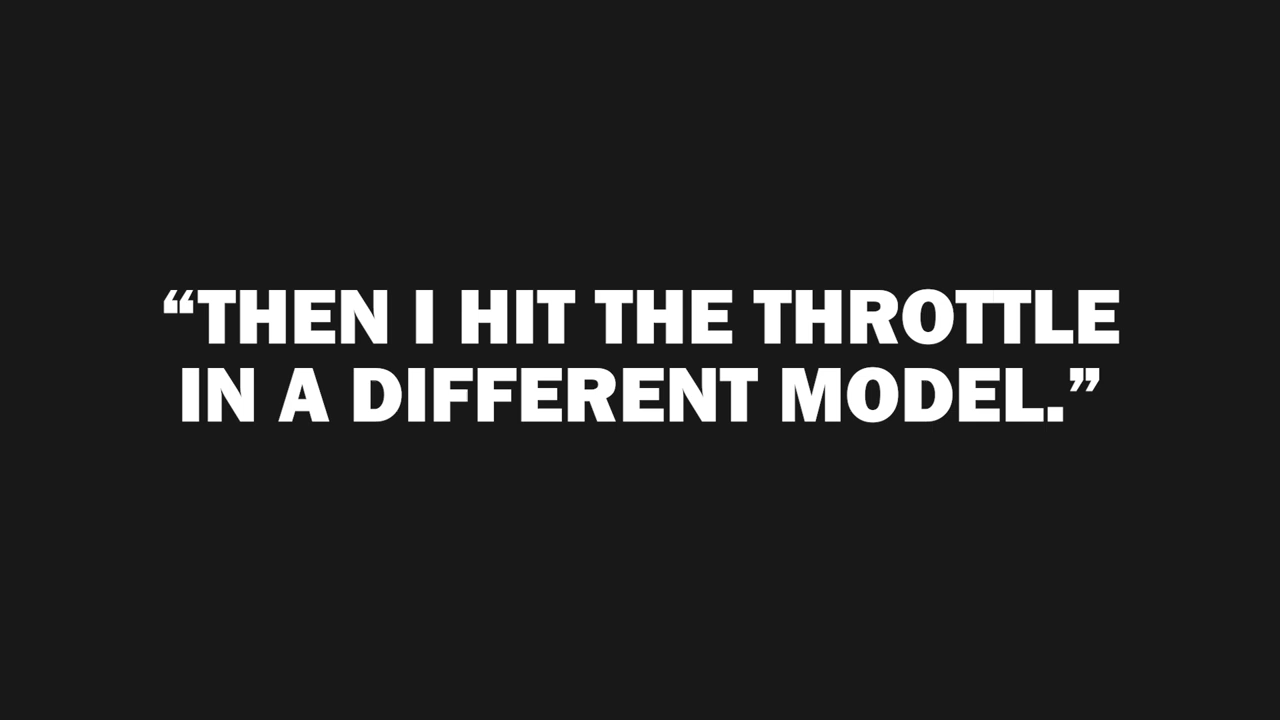 “THEN I HIT THE THROTTLE
IN A DIFFERENT MODEL.”